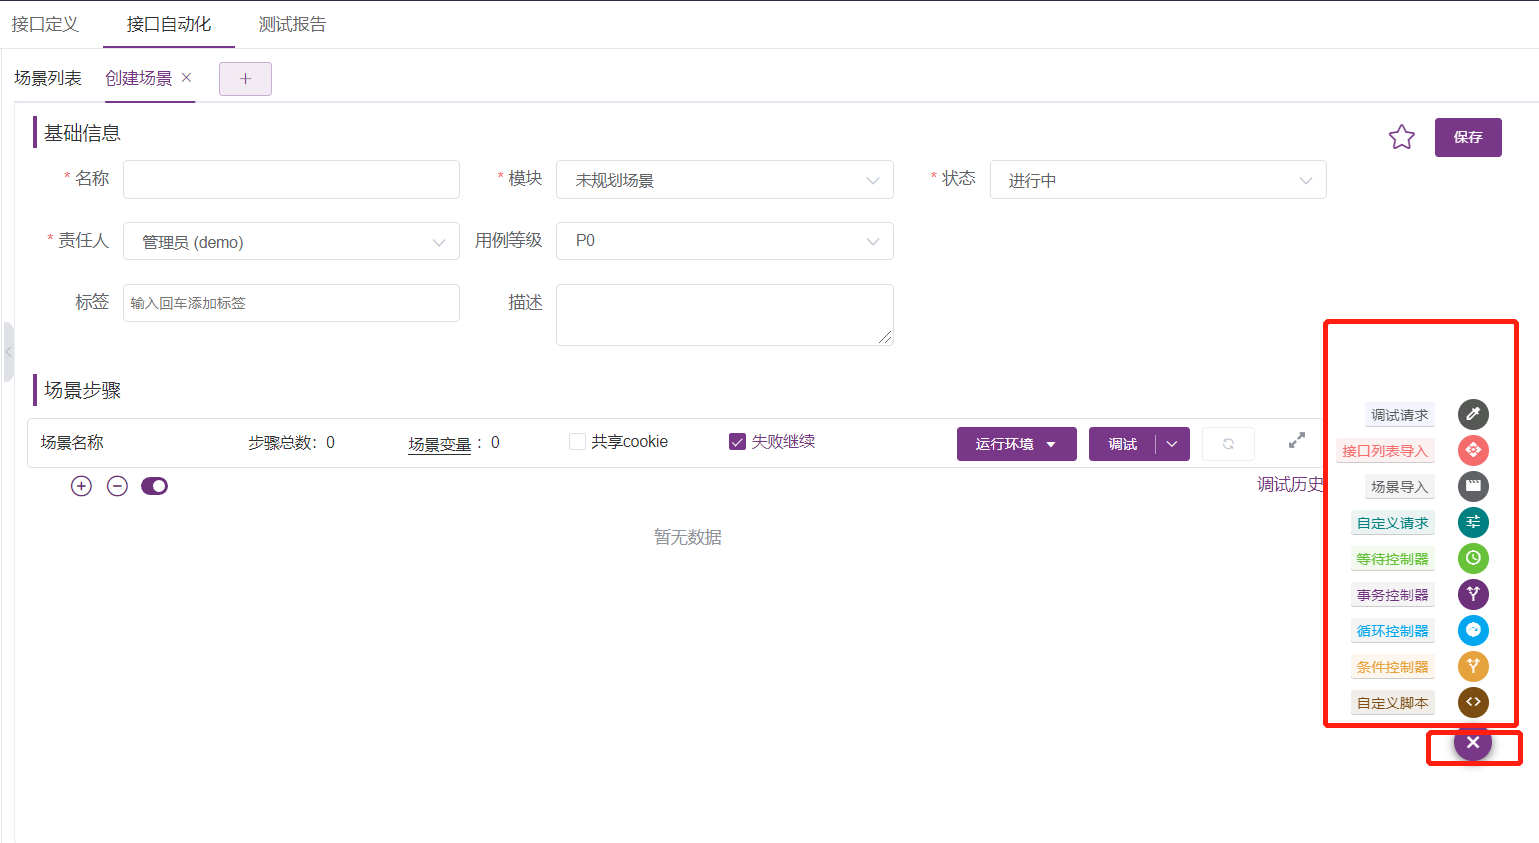 接口定义 接口自动化 测试报告
场景列表 创建场景 × +
基础信息
保存
* 名称
* 模块 未规划场景
* 状态 进行中
* 责任人 管理员 (demo)
用例等级 P0
标签 输入回车添加标签
描述
场景步骤
场景名称 步骤总数：0 场景变量：0 共享cookie 失败继续 运行环境 调试
调试历史
暂无数据
调试请求
接口列表导入
场景导入
自定义请求
等待控制器
事务控制器
循环控制器
条件控制器
自定义脚本